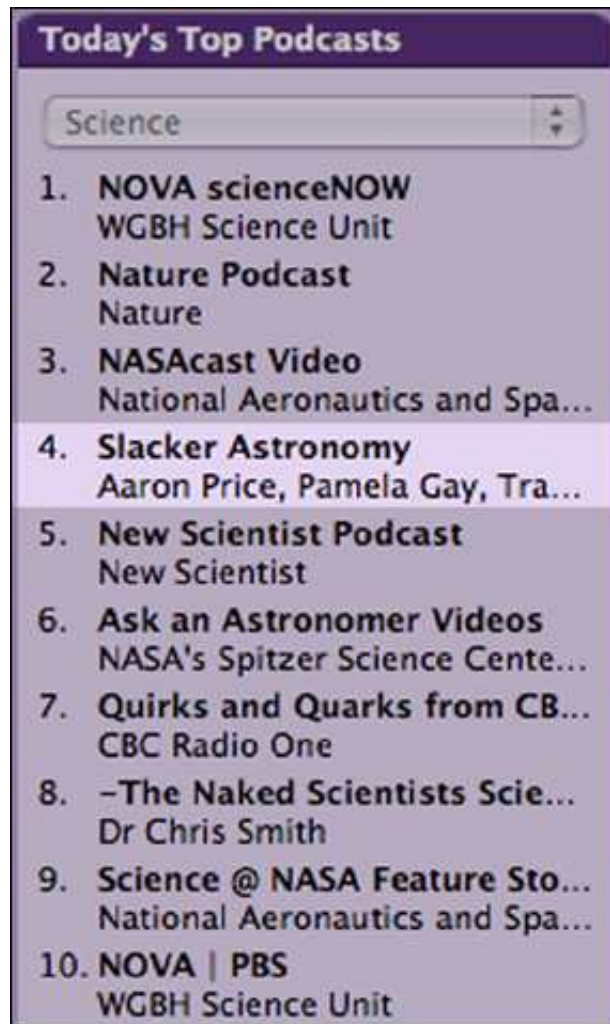 Today's Top Podcasts
Science
1. NOVA scienceNOW
WGBH Science Unit
2. Nature Podcast
Nature
3. NASAcast Video
National Aeronautics and Spa...
4. Slacker Astronomy
Aaron Price, Pamela Gay, Tra...
5. New Scientist Podcast
New Scientist
6. Ask an Astronomer Videos
NASA's Spitzer Science Cente...
7. Quirks and Quarks from CB...
CBC Radio One
8. –The Naked Scientists Scie...
Dr Chris Smith
9. Science @ NASA Feature Sto...
National Aeronautics and Spa...
10. NOVA | PBS
WGBH Science Unit